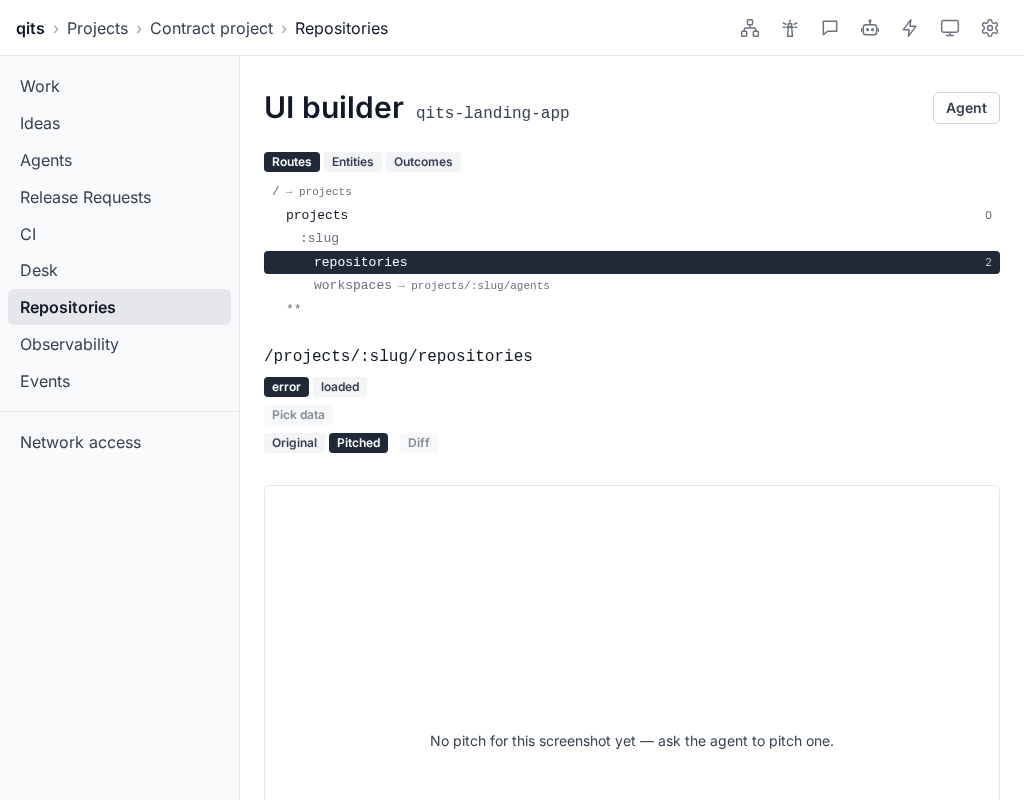 qits › Projects › Contract project › Repositories
Work
Ideas
Agents
Release Requests
CI
Desk
Repositories
Observability
Events
Network access
UI builder qits-landing-app
Agent
Routes Entities Outcomes
/ → projects
projects 0
:slug
repositories 2
workspaces → projects/:slug/agents
**
/projects/:slug/repositories
error loaded
Pick data
Original Pitched Diff
No pitch for this screenshot yet — ask the agent to pitch one.